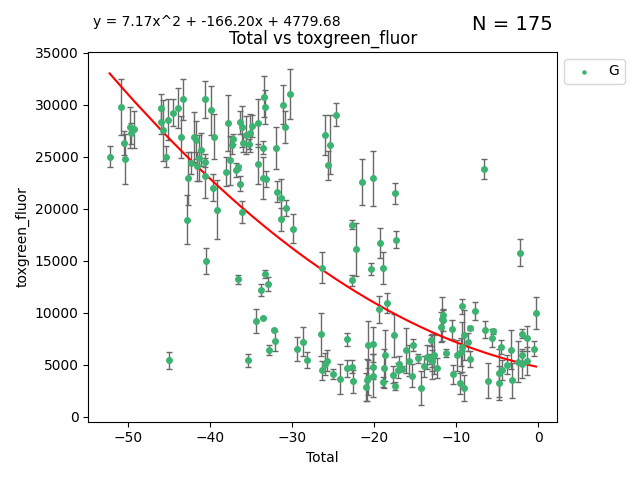 y = 7.17x^2 + -166.20x + 4779.68
N = 175
Total vs toxgreen_fluor
G
toxgreen_fluor
35000
30000
25000
20000
15000
10000
5000
0
−50
−40
−30
−20
−10
0
Total